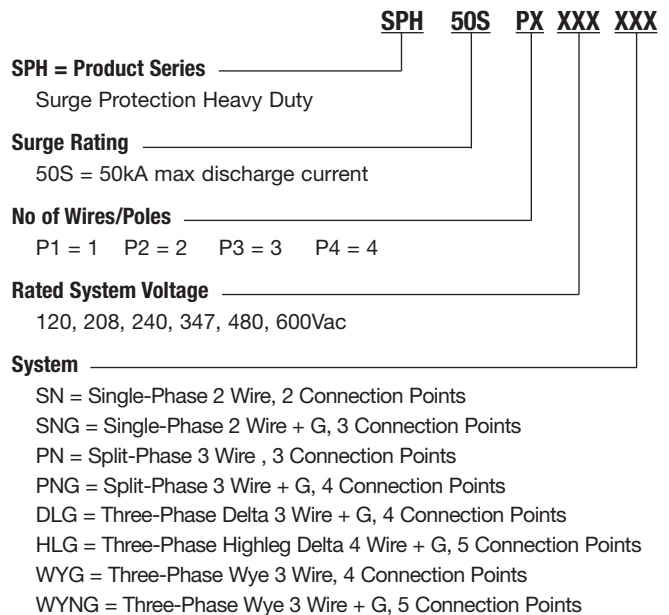 SPH 50S PX XXX XXX
SPH = Product Series
Surge Protection Heavy Duty
Surge Rating
50S = 50kA max discharge current
No of Wires/Poles
P1 = 1 P2 = 2 P3 = 3 P4 = 4
Rated System Voltage
120, 208, 240, 347, 480, 600Vac
System
SN = Single-Phase 2 Wire, 2 Connection Points
SNG = Single-Phase 2 Wire + G, 3 Connection Points
PN = Split-Phase 3 Wire , 3 Connection Points
PNG = Split-Phase 3 Wire + G, 4 Connection Points
DLG = Three-Phase Delta 3 Wire + G, 4 Connection Points
HLG = Three-Phase Highleg Delta 4 Wire + G, 5 Connection Points
WYG = Three-Phase Wye 3 Wire, 4 Connection Points
WYNG = Three-Phase Wye 3 Wire + G, 5 Connection Points